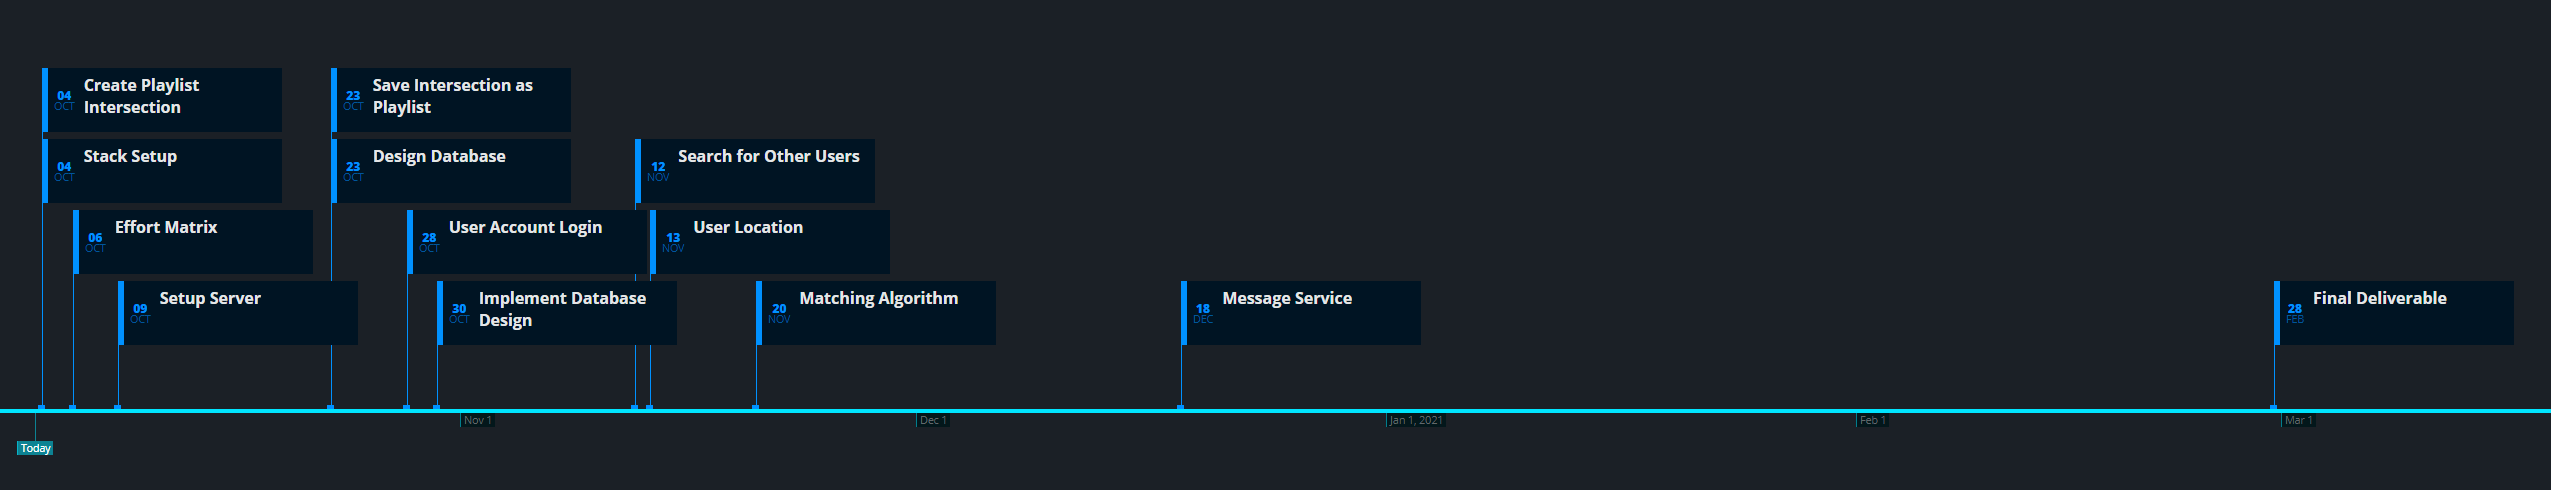 04
OCT
Create Playlist
Intersection
23
OCT
Save Intersection as
Playlist
04
OCT
Stack Setup
23
OCT
Design Database
12
NOV
Search for Other Users
06
OCT
Effort Matrix
28
OCT
User Account Login
13
NOV
User Location
09
OCT
Setup Server
30
OCT
Implement Database
Design
20
NOV
Matching Algorithm
18
DEC
Message Service
28
FEB
Final Deliverable
Nov 1
Dec 1
Jan 1, 2021
Feb 1
Mar 1
Today